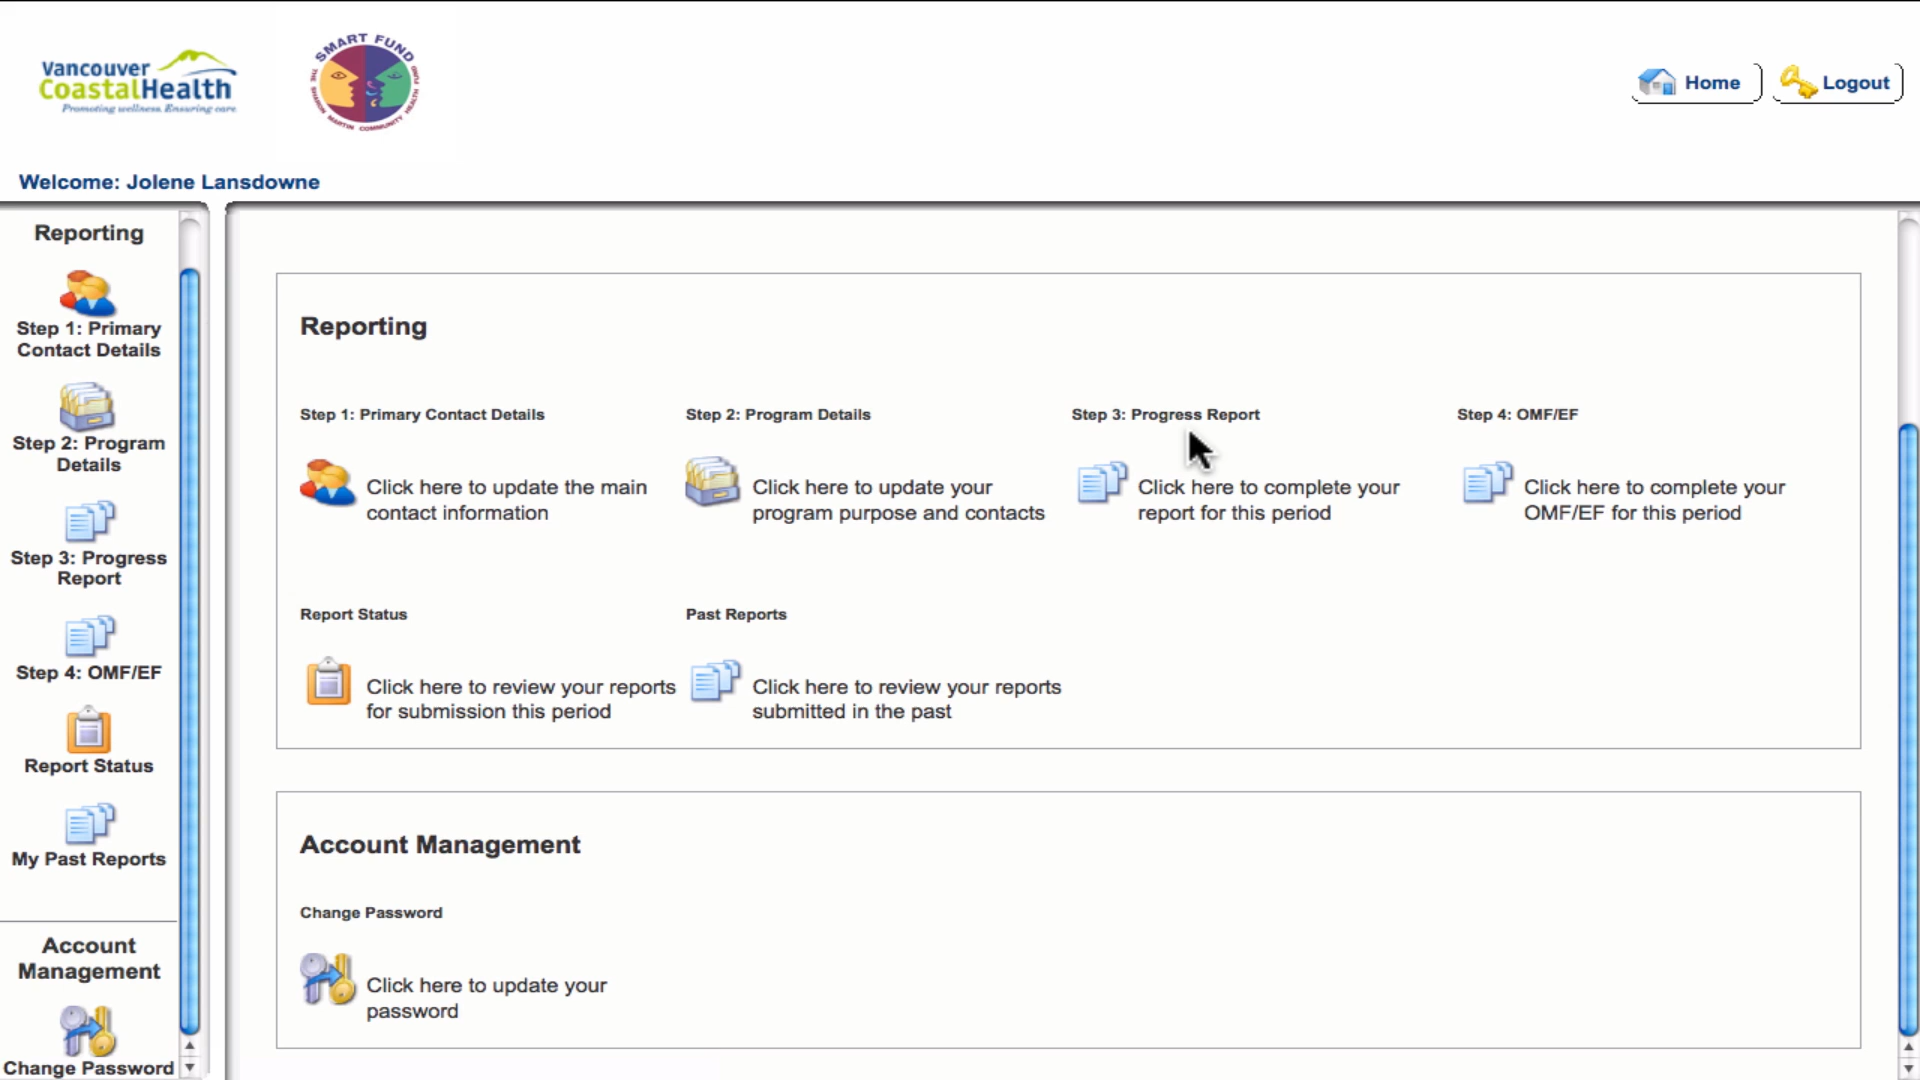 Vancouver
CoastalHealth
Promoting wellness. Ensuring care.
SMART FUND
THE SHARON MARTIN COMMUNITY HEALTH FUND
Home
Logout
Welcome: Jolene Lansdowne
Reporting
Step 1: Primary
Contact Details
Step 2: Program
Details
Step 3: Progress
Report
Step 4: OMF/EF
Report Status
My Past Reports
Account
Management
Change Password
Reporting
Step 1: Primary Contact Details
Click here to update the main
contact information
Step 2: Program Details
Click here to update your
program purpose and contacts
Step 3: Progress Report
Click here to complete your
report for this period
Step 4: OMF/EF
Click here to complete your
OMF/EF for this period
Report Status
Click here to review your reports
for submission this period
Past Reports
Click here to review your reports
submitted in the past
Account Management
Change Password
Click here to update your
password